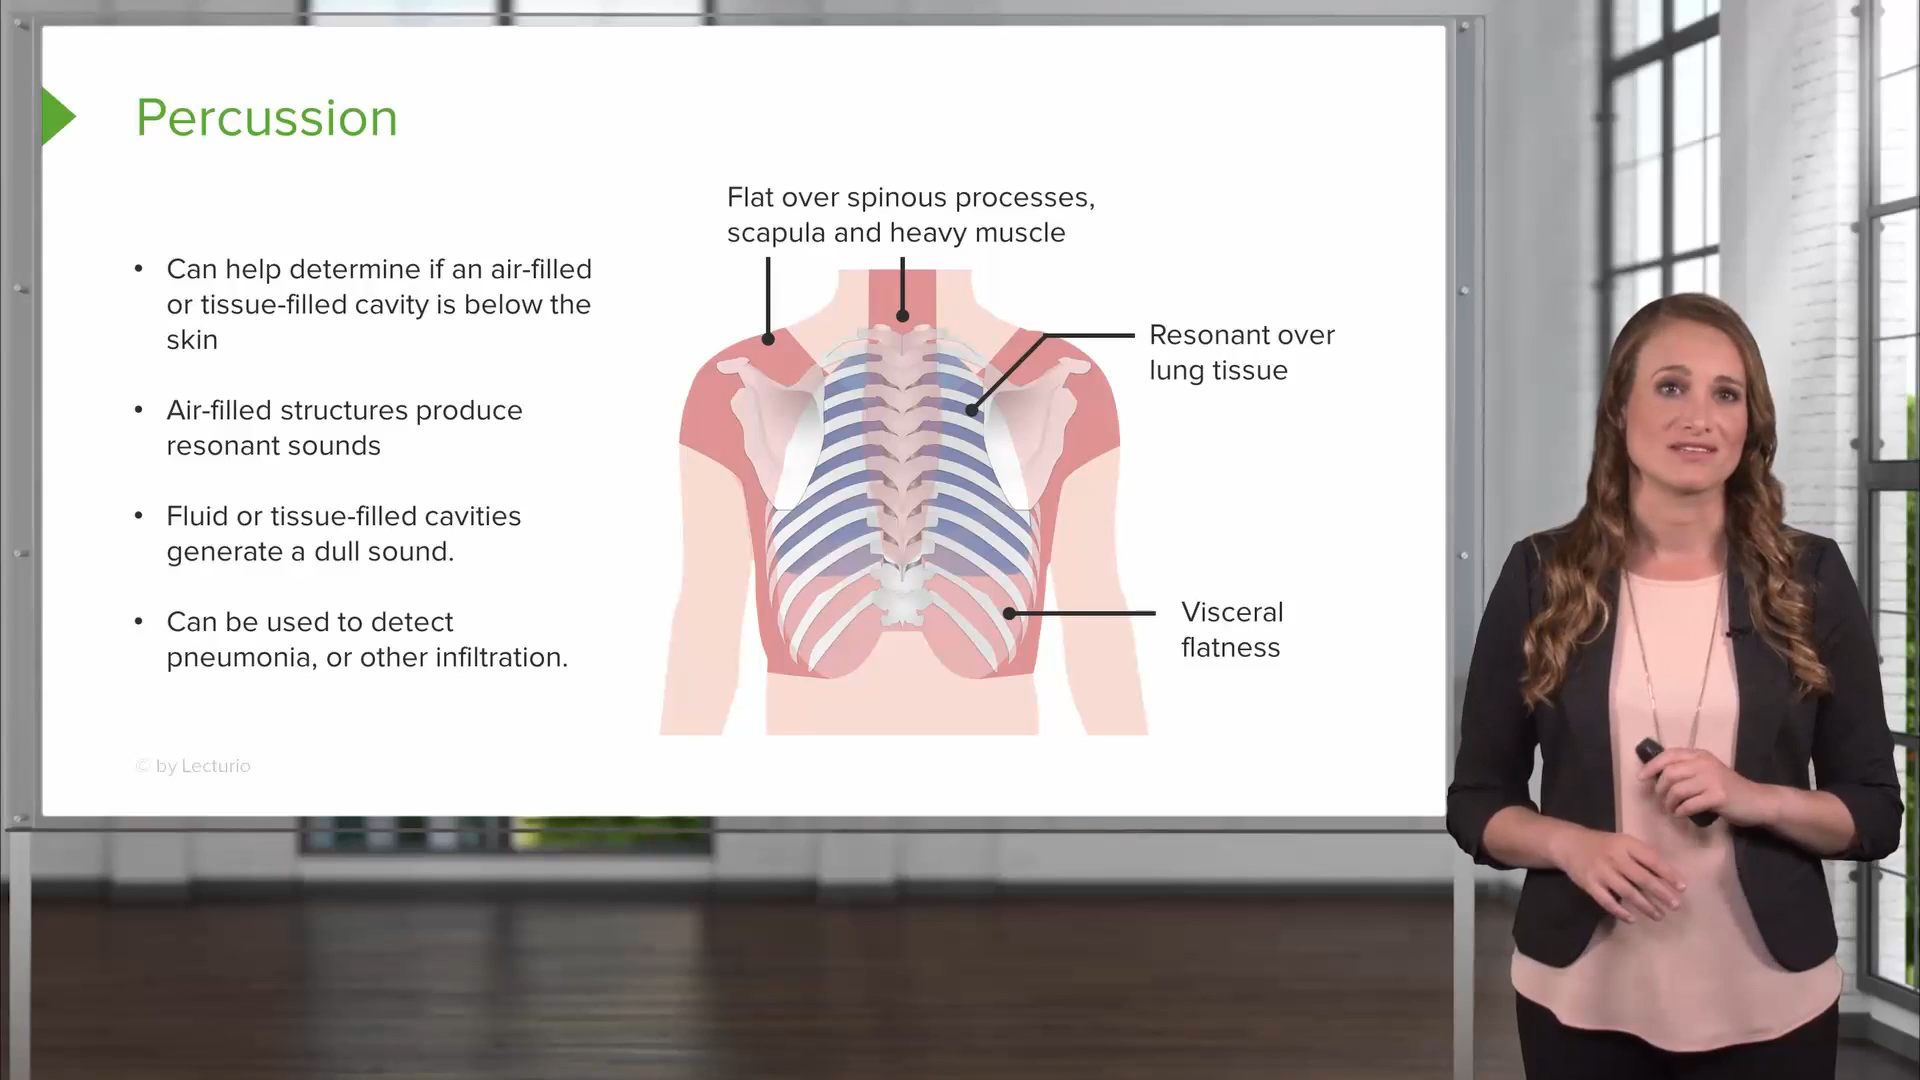 Percussion
• Can help determine if an air-filled
or tissue-filled cavity is below the
skin
• Air-filled structures produce
resonant sounds
• Fluid or tissue-filled cavities
generate a dull sound.
• Can be used to detect
pneumonia, or other infiltration.
Flat over spinous processes,
scapula and heavy muscle
Resonant over
lung tissue
Visceral
flatness
© by Lecturio